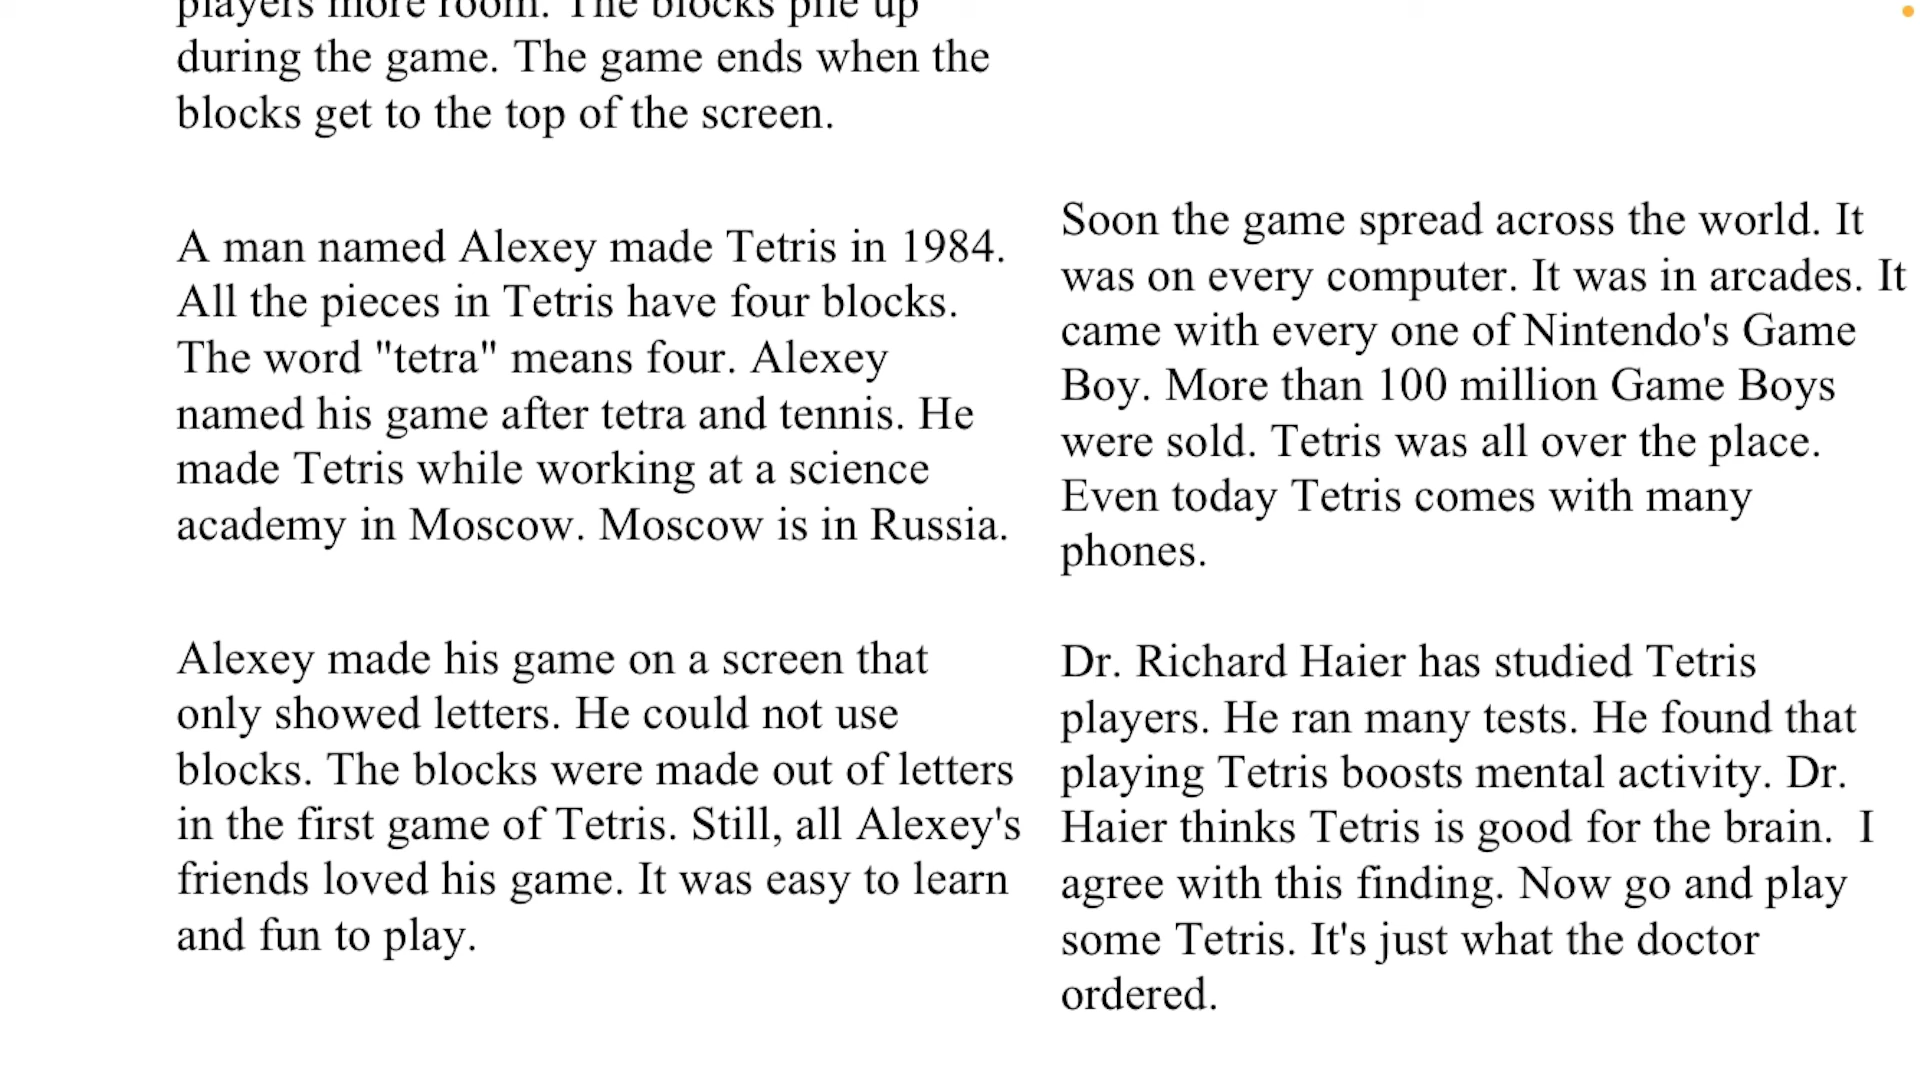 players more room. The blocks pile up
during the game. The game ends when the
blocks get to the top of the screen.
A man named Alexey made Tetris in 1984.
All the pieces in Tetris have four blocks.
The word "tetra" means four. Alexey
named his game after tetra and tennis. He
made Tetris while working at a science
academy in Moscow. Moscow is in Russia.
Alexey made his game on a screen that
only showed letters. He could not use
blocks. The blocks were made out of letters
in the first game of Tetris. Still, all Alexey's
friends loved his game. It was easy to learn
and fun to play.
Soon the game spread across the world. It
was on every computer. It was in arcades. It
came with every one of Nintendo's Game
Boy. More than 100 million Game Boys
were sold. Tetris was all over the place.
Even today Tetris comes with many
phones.
Dr. Richard Haier has studied Tetris
players. He ran many tests. He found that
playing Tetris boosts mental activity. Dr.
Haier thinks Tetris is good for the brain.  I
agree with this finding. Now go and play
some Tetris. It's just what the doctor
ordered.